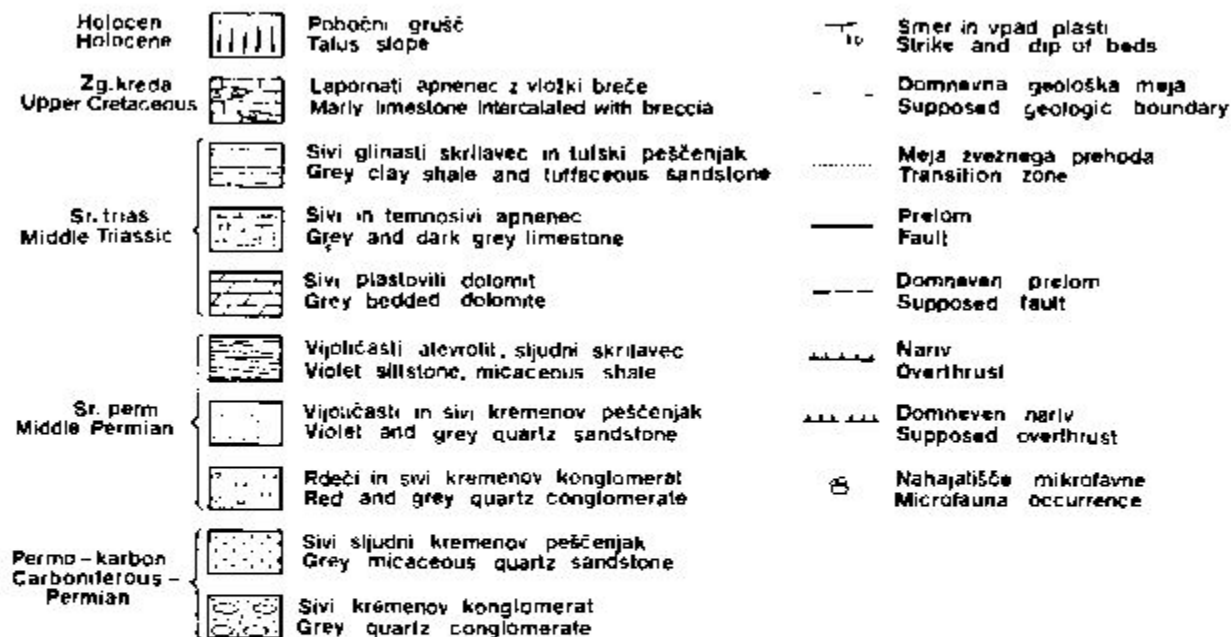 Holocen
Holocene
Pobočni grušč
Talus slope
Zg. kreda
Upper Cretaceous
Lapornati apnenec z vložki breče
Marly limestone intercalated with breccia
Sr. trias
Middle Triassic
Sivi glinasti skrilavec in tufski peščenjak
Grey clay shale and tuffaceous sandstone
Sivi in temnosivi apnenec
Grey and dark grey limestone
Sivi plastoviti dolomit
Grey bedded dolomite
Sr. perm
Middle Permian
Vijoličasti alevrolit, sljudni skrilavec
Violet siltstone, micaceous shale
Vijoličasti in sivi kremenov peščenjak
Violet and grey quartz sandstone
Rdeči in sivi kremenov konglomerat
Red and grey quartz conglomerate
Permo-karbon
Carboniferous-
Permian
Sivi sljudni kremenov peščenjak
Grey micaceous quartz sandstone
Sivi kremenov konglomerat
Grey quartz conglomerate
Smer in vpad plasti
Strike and dip of beds
Domnevna geološka meja
Supposed geologic boundary
Meja zveznega prehoda
Transition zone
Prelom
Fault
Domneven prelom
Supposed fault
Nariv
Overthrust
Domneven nariv
Supposed overthrust
Nahajališče mikrofavne
Microfauna occurrence